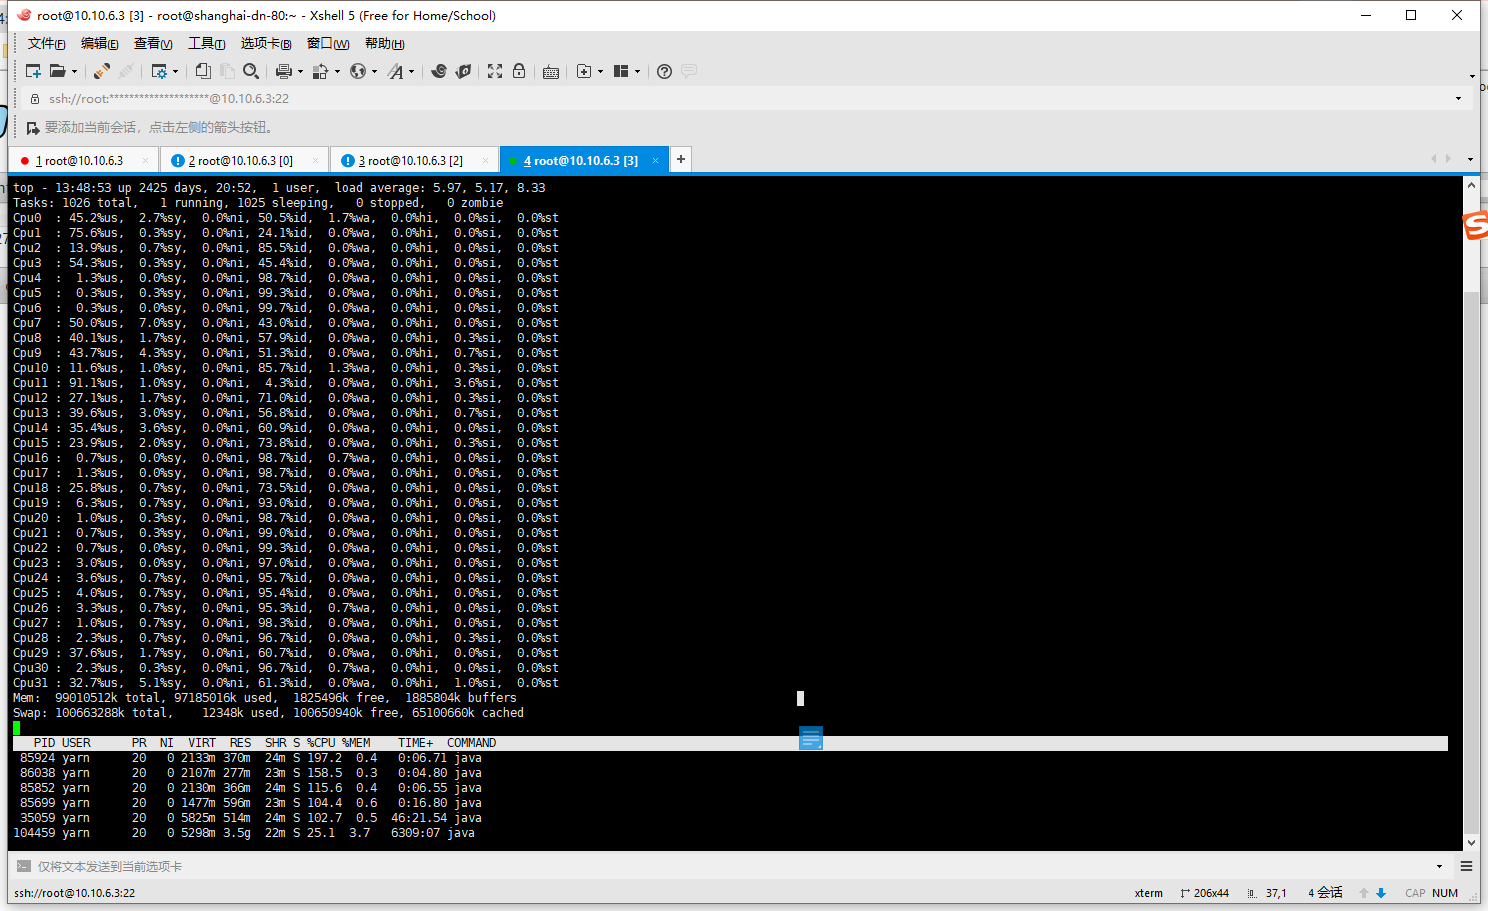 root@10.10.6.3 [3] - root@shanghai-dn-80:~ - Xshell 5 (Free for Home/School)
文件(F) 编辑(E) 查看(V) 工具(T) 选项卡(B) 窗口(W) 帮助(H)
ssh://root:********************@10.10.6.3:22
要添加当前会话，点击左侧的箭头按钮。
1 root@10.10.6.3 2 root@10.10.6.3 [0] 3 root@10.10.6.3 [2] 4 root@10.10.6.3 [3]
top - 13:48:53 up 2425 days, 20:52,  1 user,  load average: 5.97, 5.17, 8.33
Tasks: 1026 total,   1 running, 1025 sleeping,   0 stopped,   0 zombie
Cpu0  : 45.2%us,  2.7%sy,  0.0%ni, 50.5%id,  1.7%wa,  0.0%hi,  0.0%si,  0.0%st
Cpu1  : 75.6%us,  0.3%sy,  0.0%ni, 24.1%id,  0.0%wa,  0.0%hi,  0.0%si,  0.0%st
Cpu2  : 13.9%us,  0.7%sy,  0.0%ni, 85.5%id,  0.0%wa,  0.0%hi,  0.0%si,  0.0%st
Cpu3  : 54.3%us,  0.3%sy,  0.0%ni, 45.4%id,  0.0%wa,  0.0%hi,  0.0%si,  0.0%st
Cpu4  :  1.3%us,  0.0%sy,  0.0%ni, 98.7%id,  0.0%wa,  0.0%hi,  0.0%si,  0.0%st
Cpu5  :  0.3%us,  0.3%sy,  0.0%ni, 99.3%id,  0.0%wa,  0.0%hi,  0.0%si,  0.0%st
Cpu6  :  0.3%us,  0.0%sy,  0.0%ni, 99.7%id,  0.0%wa,  0.0%hi,  0.0%si,  0.0%st
Cpu7  : 50.0%us,  7.0%sy,  0.0%ni, 43.0%id,  0.0%wa,  0.0%hi,  0.0%si,  0.0%st
Cpu8  : 40.1%us,  1.7%sy,  0.0%ni, 57.9%id,  0.0%wa,  0.0%hi,  0.3%si,  0.0%st
Cpu9  : 43.7%us,  4.3%sy,  0.0%ni, 51.3%id,  0.0%wa,  0.0%hi,  0.7%si,  0.0%st
Cpu10 : 11.6%us,  1.0%sy,  0.0%ni, 85.7%id,  1.3%wa,  0.0%hi,  0.3%si,  0.0%st
Cpu11 : 91.1%us,  1.0%sy,  0.0%ni,  4.3%id,  0.0%wa,  0.0%hi,  3.6%si,  0.0%st
Cpu12 : 27.1%us,  1.7%sy,  0.0%ni, 71.0%id,  0.0%wa,  0.0%hi,  0.3%si,  0.0%st
Cpu13 : 39.6%us,  3.0%sy,  0.0%ni, 56.8%id,  0.0%wa,  0.0%hi,  0.7%si,  0.0%st
Cpu14 : 35.4%us,  3.6%sy,  0.0%ni, 60.9%id,  0.0%wa,  0.0%hi,  0.0%si,  0.0%st
Cpu15 : 23.9%us,  2.0%sy,  0.0%ni, 73.8%id,  0.0%wa,  0.0%hi,  0.3%si,  0.0%st
Cpu16 :  0.7%us,  0.0%sy,  0.0%ni, 98.7%id,  0.7%wa,  0.0%hi,  0.0%si,  0.0%st
Cpu17 :  1.3%us,  0.0%sy,  0.0%ni, 98.7%id,  0.0%wa,  0.0%hi,  0.0%si,  0.0%st
Cpu18 : 25.8%us,  0.7%sy,  0.0%ni, 73.5%id,  0.0%wa,  0.0%hi,  0.0%si,  0.0%st
Cpu19 :  6.3%us,  0.7%sy,  0.0%ni, 93.0%id,  0.0%wa,  0.0%hi,  0.0%si,  0.0%st
Cpu20 :  1.0%us,  0.3%sy,  0.0%ni, 98.7%id,  0.0%wa,  0.0%hi,  0.0%si,  0.0%st
Cpu21 :  0.7%us,  0.3%sy,  0.0%ni, 99.0%id,  0.0%wa,  0.0%hi,  0.0%si,  0.0%st
Cpu22 :  0.7%us,  0.0%sy,  0.0%ni, 99.3%id,  0.0%wa,  0.0%hi,  0.0%si,  0.0%st
Cpu23 :  3.0%us,  0.0%sy,  0.0%ni, 97.0%id,  0.0%wa,  0.0%hi,  0.0%si,  0.0%st
Cpu24 :  3.6%us,  0.7%sy,  0.0%ni, 95.7%id,  0.0%wa,  0.0%hi,  0.0%si,  0.0%st
Cpu25 :  4.0%us,  0.7%sy,  0.0%ni, 95.4%id,  0.0%wa,  0.0%hi,  0.0%si,  0.0%st
Cpu26 :  3.3%us,  0.7%sy,  0.0%ni, 95.3%id,  0.7%wa,  0.0%hi,  0.0%si,  0.0%st
Cpu27 :  1.0%us,  0.7%sy,  0.0%ni, 98.3%id,  0.0%wa,  0.0%hi,  0.0%si,  0.0%st
Cpu28 :  2.3%us,  0.7%sy,  0.0%ni, 96.7%id,  0.0%wa,  0.0%hi,  0.3%si,  0.0%st
Cpu29 : 37.6%us,  1.7%sy,  0.0%ni, 60.7%id,  0.0%wa,  0.0%hi,  0.0%si,  0.0%st
Cpu30 :  2.3%us,  0.3%sy,  0.0%ni, 96.7%id,  0.7%wa,  0.0%hi,  0.0%si,  0.0%st
Cpu31 : 32.7%us,  5.1%sy,  0.0%ni, 61.3%id,  0.0%wa,  0.0%hi,  1.0%si,  0.0%st
Mem:  99010512k total, 97185016k used,  1825496k free,  1885804k buffers
Swap: 100663288k total,    12348k used, 100650940k free, 65100660k cached
PID USER      PR  NI  VIRT  RES  SHR S %CPU %MEM    TIME+  COMMAND
85924 yarn      20   0 2133m 370m  24m S 197.2  0.4   0:06.71 java
86038 yarn      20   0 2107m 277m  23m S 158.5  0.3   0:04.80 java
85852 yarn      20   0 2130m 366m  24m S 115.6  0.4   0:06.55 java
85699 yarn      20   0 1477m 596m  23m S 104.4  0.6   0:16.80 java
35059 yarn      20   0 5825m 514m  24m S 102.7  0.5  46:21.54 java
104459 yarn      20   0 5298m 3.5g  22m S 25.1  3.7   6309:07 java
仅将文本发送到当前选项卡
ssh://root@10.10.6.3:22 xterm 206x44 37,1 4 会话 CAP NUM